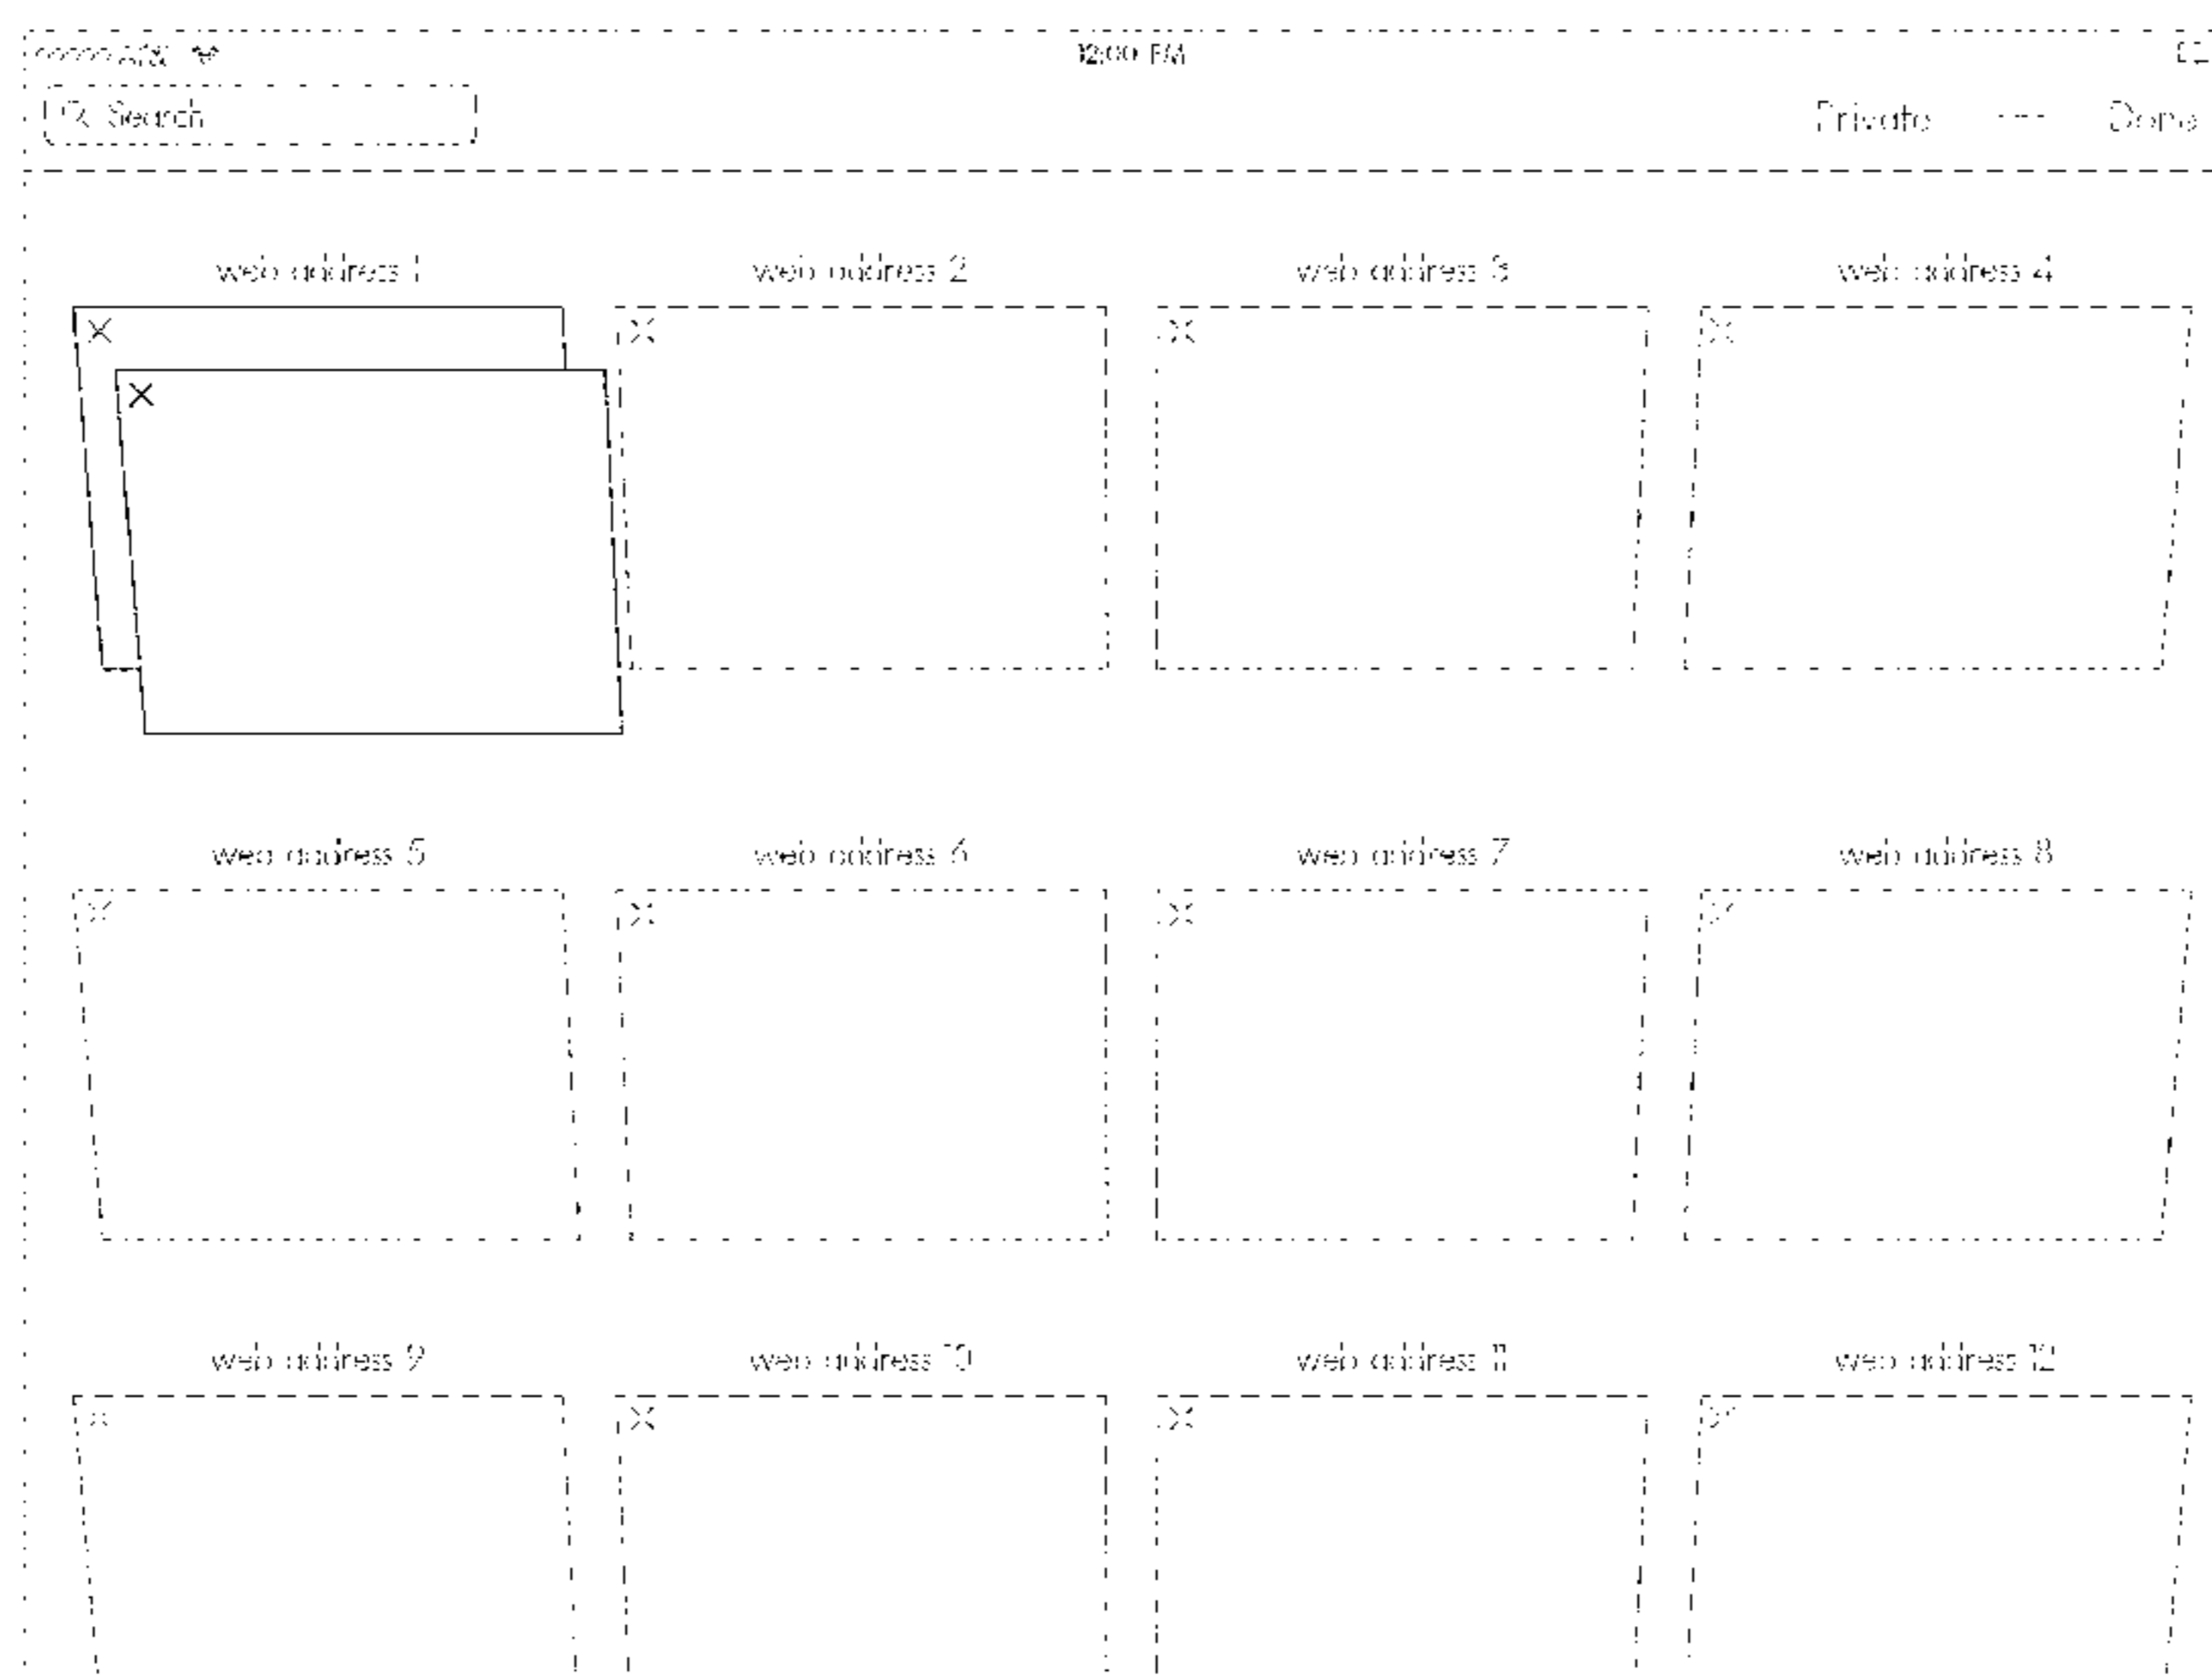 12:00 PM
Search
Private
Done
web address 1
web address 2
web address 3
web address 4
web address 5
web address 6
web address 7
web address 8
web address 9
web address 10
web address 11
web address 12